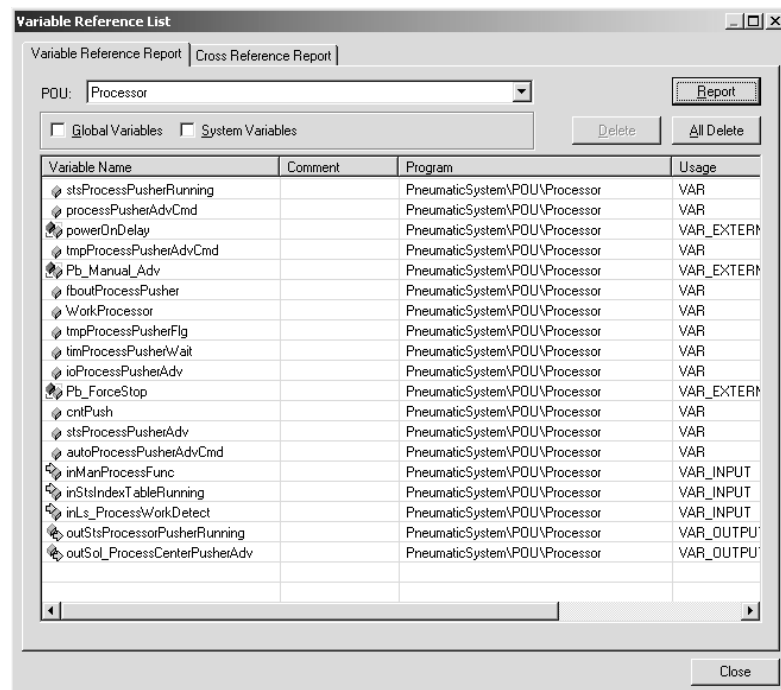 Variable Reference List
Variable Reference Report Cross Reference Report
POU: Processor Report
Global Variables System Variables Delete All Delete
Variable Name Comment Program Usage
stsProcessPusherRunning PneumaticSystem\POU\Processor VAR
processPusherAdvCmd PneumaticSystem\POU\Processor VAR
powerOnDelay PneumaticSystem\POU\Processor VAR_EXTERN
tmpProcessPusherAdvCmd PneumaticSystem\POU\Processor VAR
Pb_Manual_Adv PneumaticSystem\POU\Processor VAR_EXTERN
fboutProcessPusher PneumaticSystem\POU\Processor VAR
WorkProcessor PneumaticSystem\POU\Processor VAR
tmpProcessPusherFlg PneumaticSystem\POU\Processor VAR
timProcessPusherWait PneumaticSystem\POU\Processor VAR
ioProcessPusherAdv PneumaticSystem\POU\Processor VAR
Pb_ForceStop PneumaticSystem\POU\Processor VAR_EXTERN
cntPush PneumaticSystem\POU\Processor VAR
stsProcessPusherAdv PneumaticSystem\POU\Processor VAR
autoProcessPusherAdvCmd PneumaticSystem\POU\Processor VAR
inManProcessFunc PneumaticSystem\POU\Processor VAR_INPUT
inStsIndexTableRunning PneumaticSystem\POU\Processor VAR_INPUT
inLs_ProcessWorkDetect PneumaticSystem\POU\Processor VAR_INPUT
outStsProcessorPusherRunning PneumaticSystem\POU\Processor VAR_OUTPU
outSol_ProcessCenterPusherAdv PneumaticSystem\POU\Processor VAR_OUTPU
Close